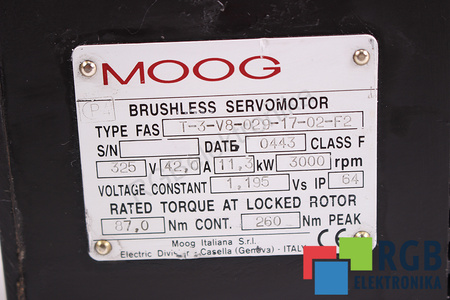 MOOG
BRUSHLESS SERVOMOTOR
TYPE FAS T-3-V8-029-17-02-F2
S/N DATE 0443 CLASS F
325 V 42,0 A 11,3 kW 3000 rpm
VOLTAGE CONSTANT 1,195 Vs IP 64
RATED TORQUE AT LOCKED ROTOR
87,0 Nm CONT. 260 Nm PEAK
Moog Italiana S.r.l.
Electric Division Casella (Genova) - ITALY
CE
RGB
ELEKTRONIKA